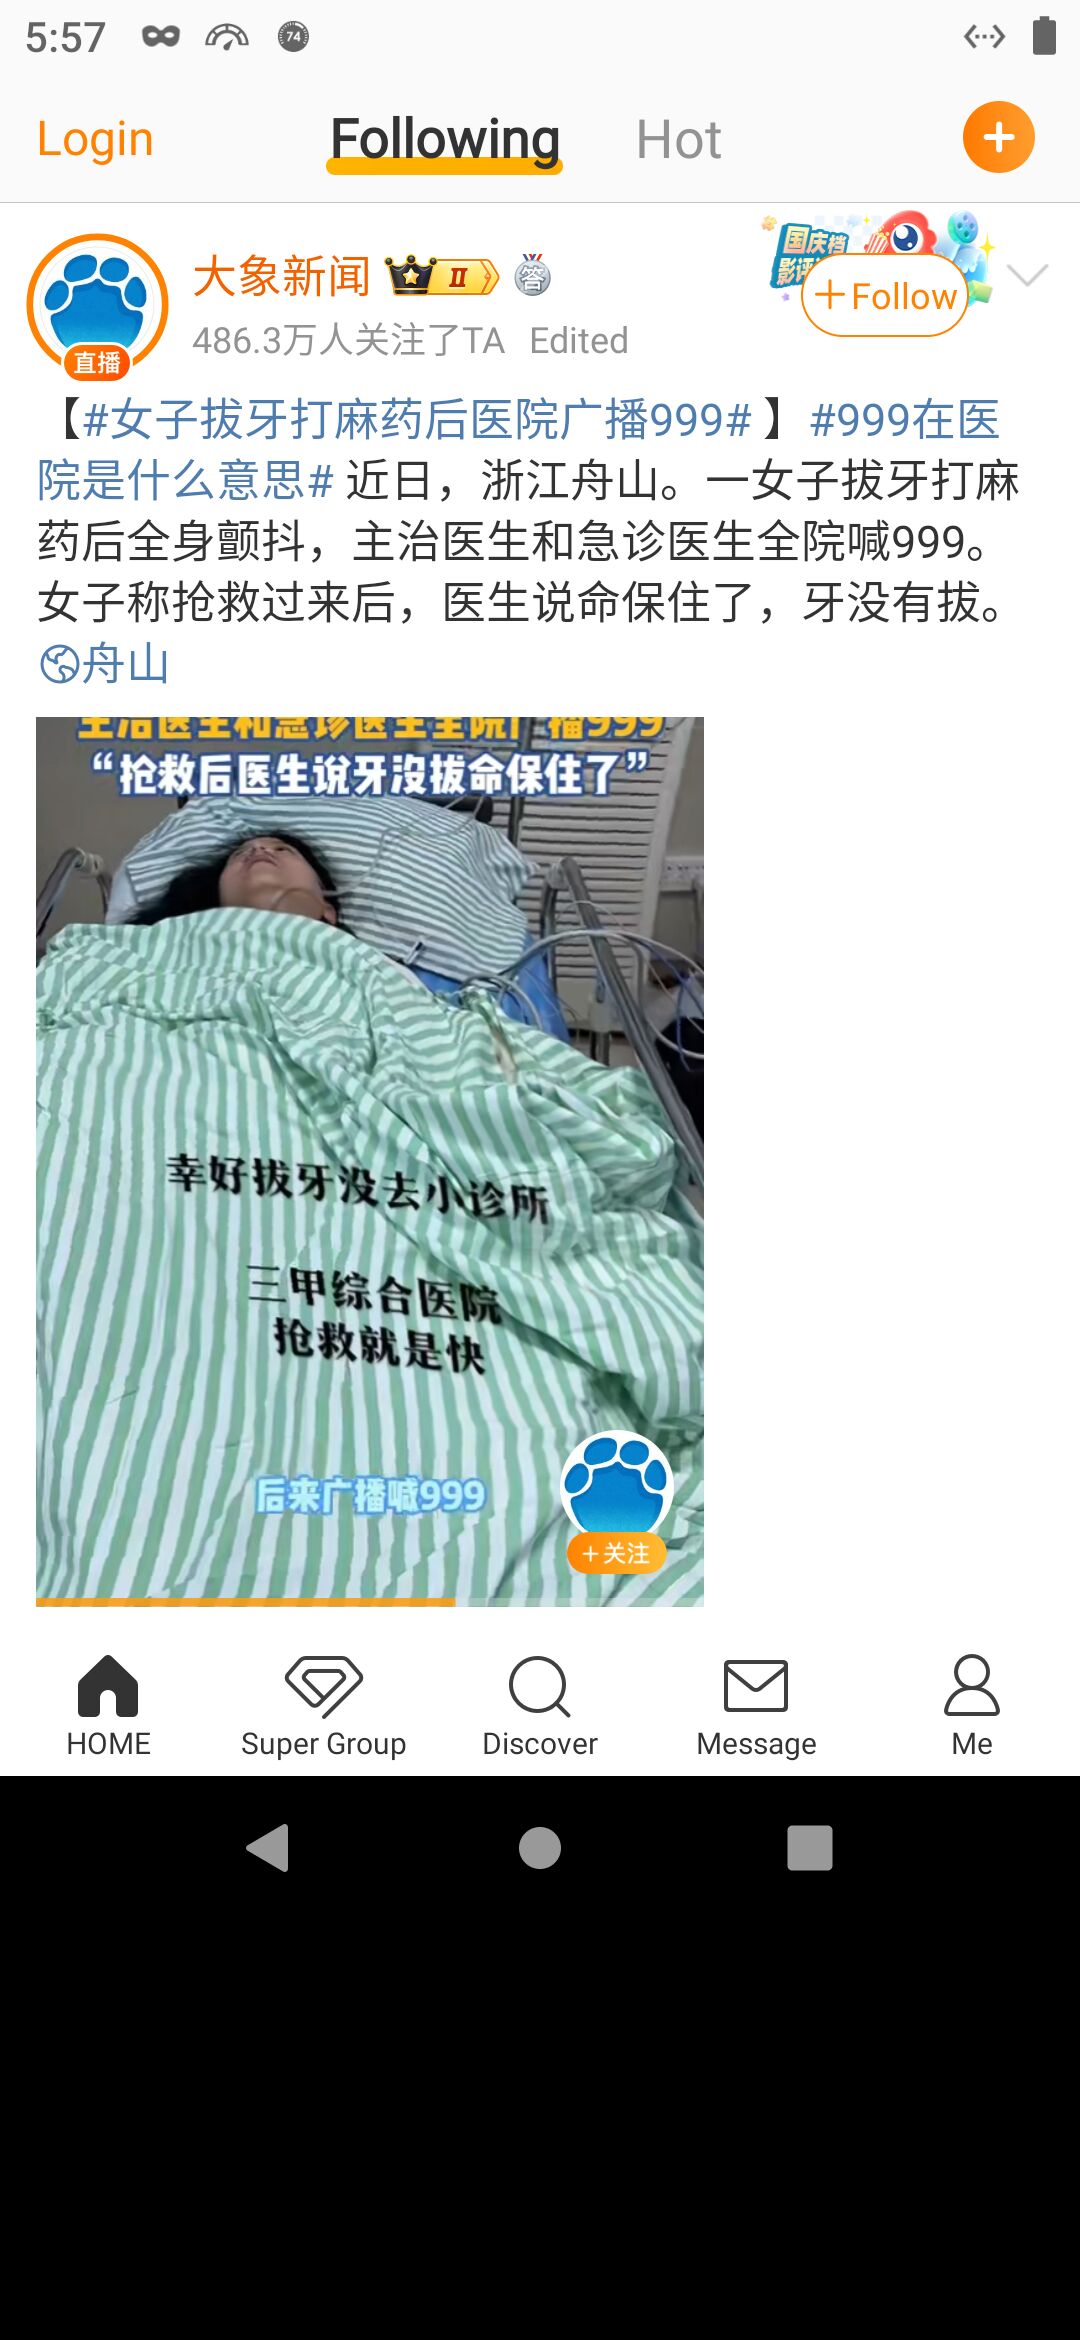 5:57
74
Login
Following
Hot
大象新闻
II
答
国庆档
+Follow
直播
486.3万人关注了TA Edited
【#女子拔牙打麻药后医院广播999# 】 #999在医
院是什么意思# 近日，浙江舟山。一女子拔牙打麻
药后全身颤抖，主治医生和急诊医生全院喊999。
女子称抢救过来后，医生说命保住了，牙没有拔。
舟山
主治医生和急诊医生全院广播999
“抢救后医生说牙没拔命保住了”
幸好拔牙没去小诊所
三甲综合医院
抢救就是快
后来广播喊999
+关注
HOME
Super Group
Discover
Message
Me